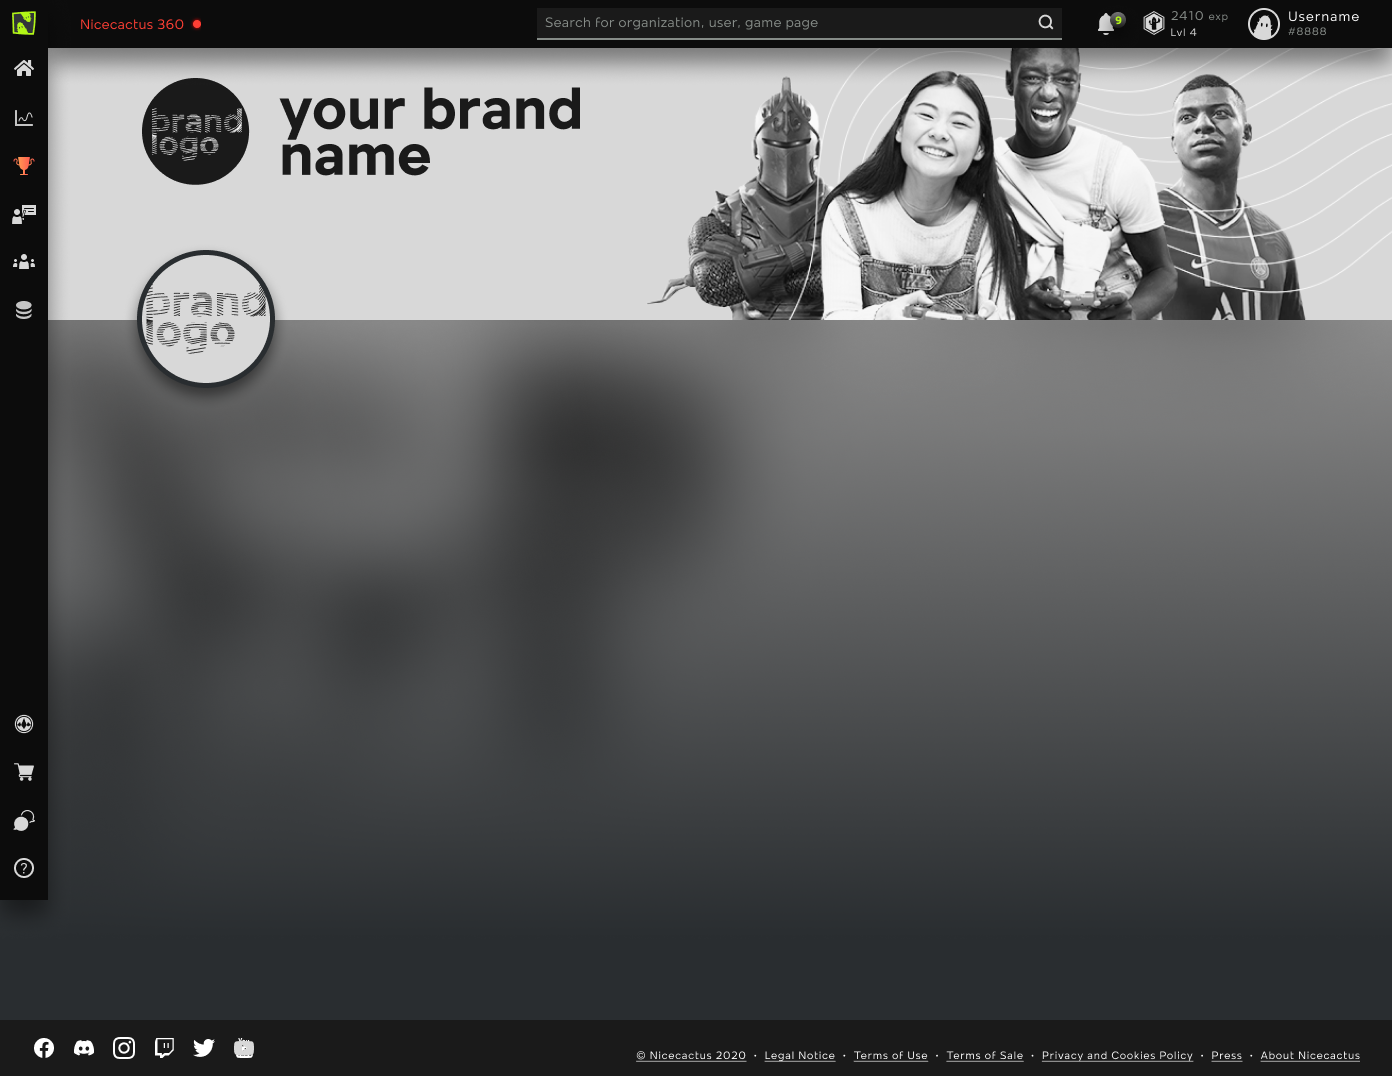 Nicecactus 360
Search for organization, user, game page
9
2410 exp
Lvl 4
Username
#8888
brand
logo
your brand
name
brand
logo
© Nicecactus 2020 · Legal Notice · Terms of Use · Terms of Sale · Privacy and Cookies Policy · Press · About Nicecactus